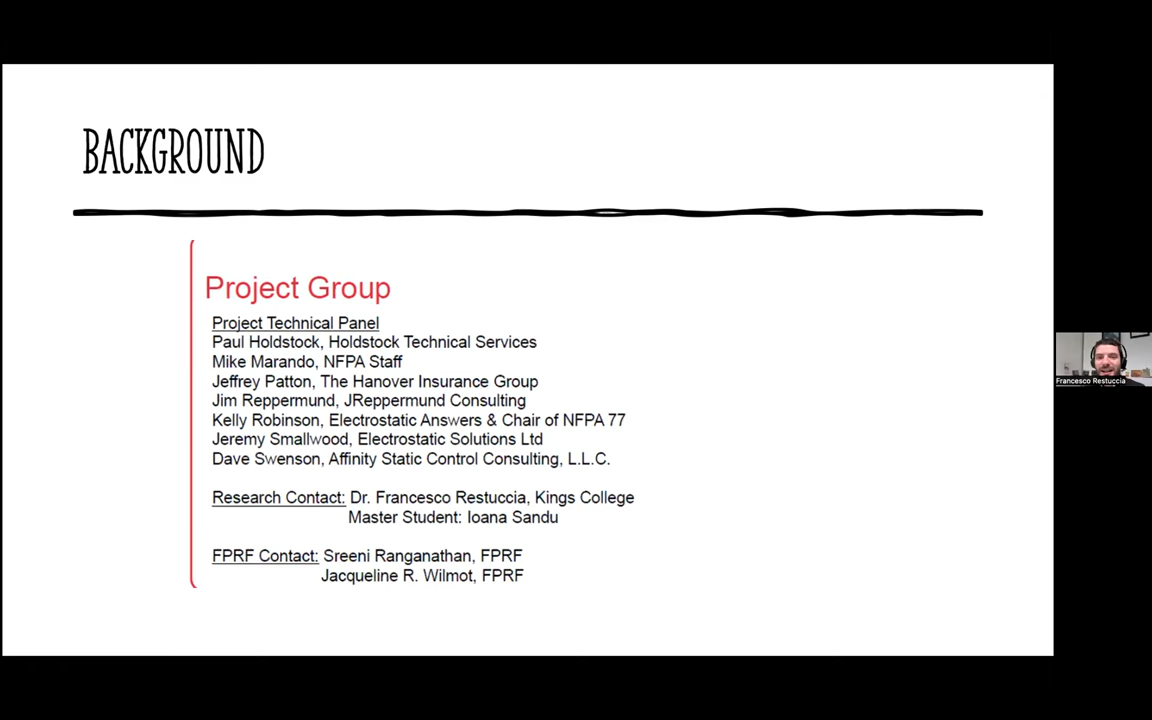 BACKGROUND
Project Group
Project Technical Panel
Paul Holdstock, Holdstock Technical Services
Mike Marando, NFPA Staff
Jeffrey Patton, The Hanover Insurance Group
Jim Reppermund, JReppermund Consulting
Kelly Robinson, Electrostatic Answers & Chair of NFPA 77
Jeremy Smallwood, Electrostatic Solutions Ltd
Dave Swenson, Affinity Static Control Consulting, L.L.C.
Research Contact: Dr. Francesco Restuccia, Kings College
Master Student: Ioana Sandu
FPRF Contact: Sreeni Ranganathan, FPRF
Jacqueline R. Wilmot, FPRF
Francesco Restuccia